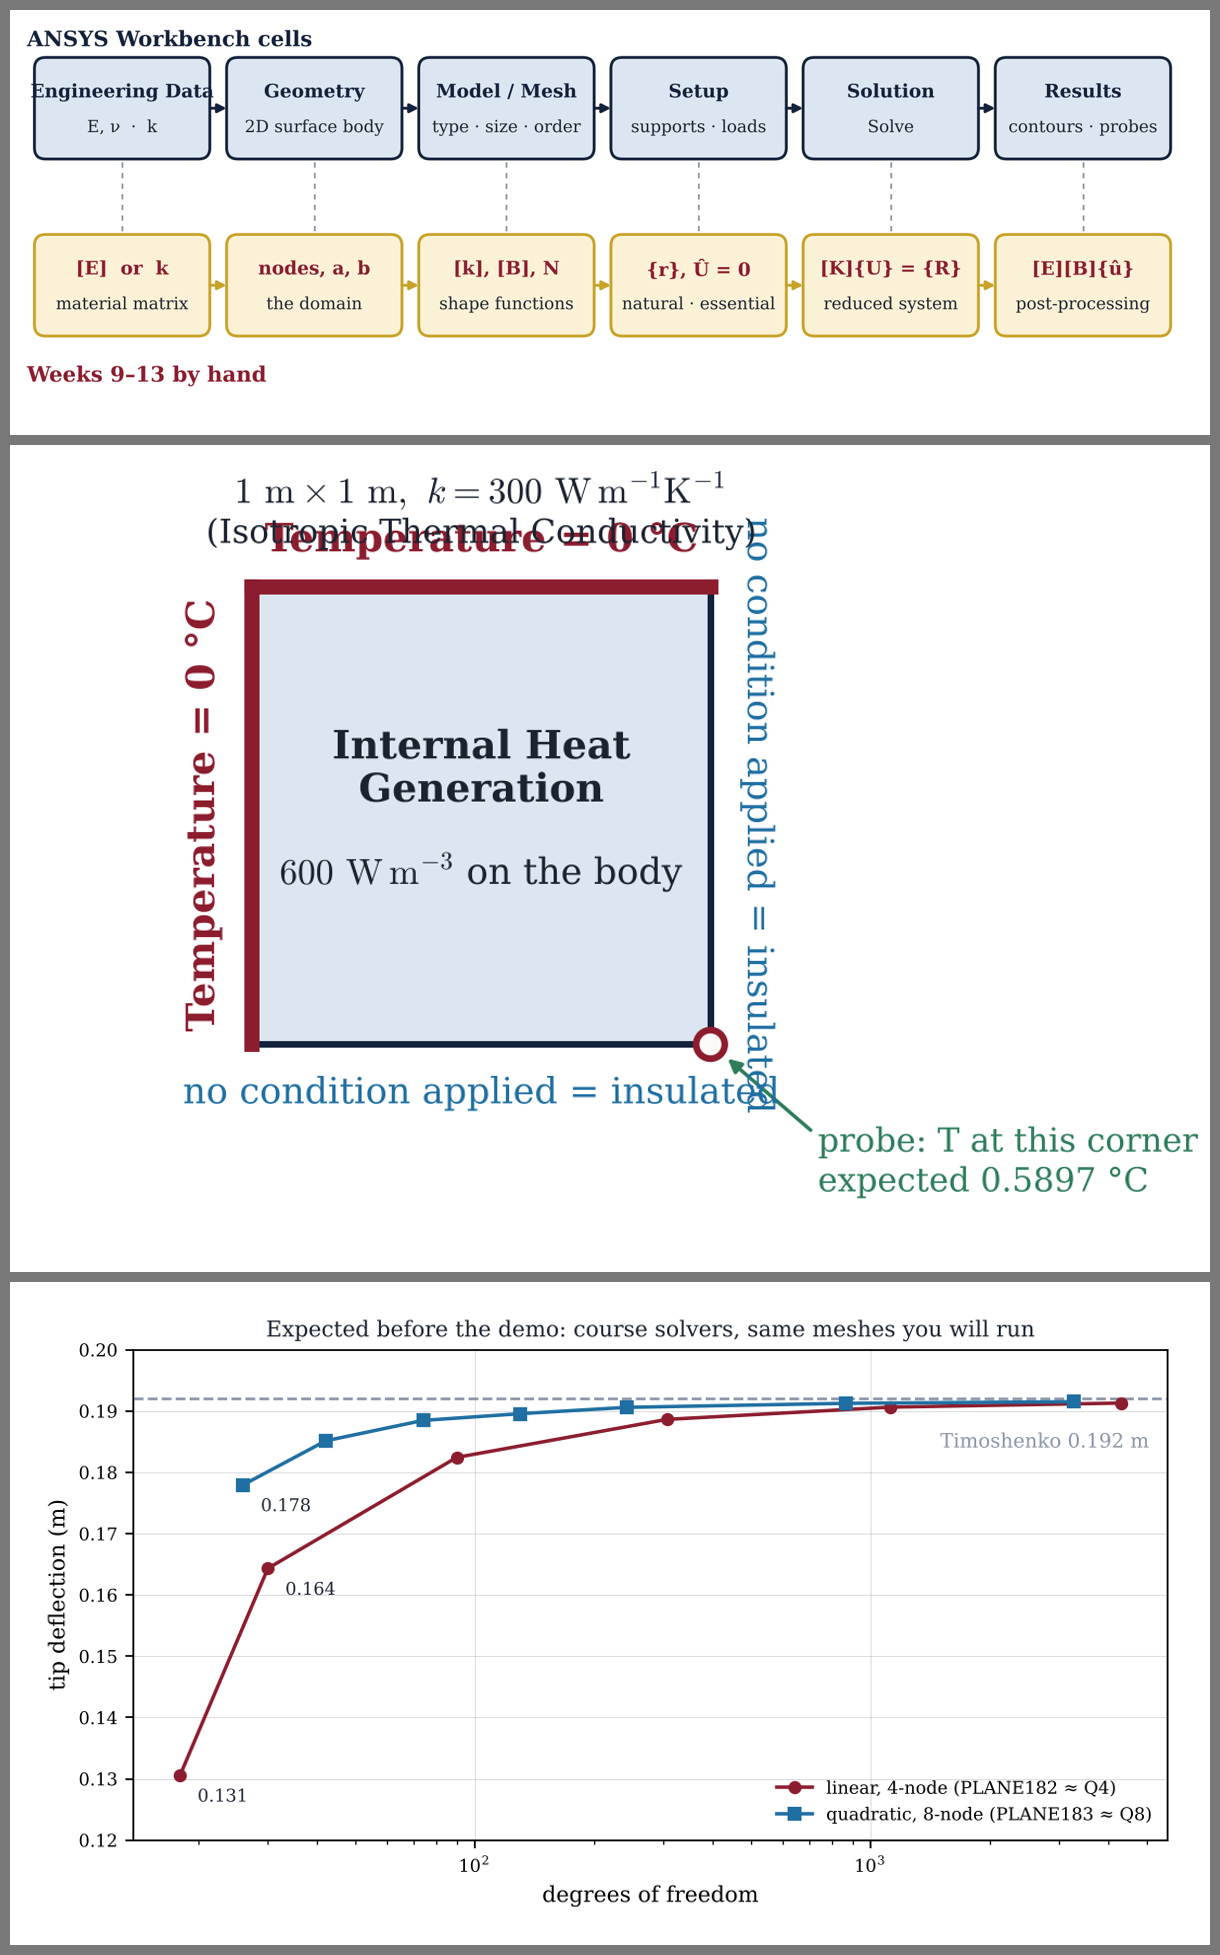 ANSYS Workbench cells
Engineering Data
E, ν · k
Geometry
2D surface body
Model / Mesh
type · size · order
Setup
supports · loads
Solution
Solve
Results
contours · probes
[E] or k
material matrix
nodes, a, b
the domain
[k], [B], N
shape functions
{r}, Û = 0
natural · essential
[K]{U} = {R}
reduced system
[E][B]{û}
post-processing
Weeks 9–13 by hand
1 m × 1 m, k = 300 W m⁻¹K⁻¹
(Isotropic Thermal Conductivity)
Temperature = 0 °C
Temperature = 0 °C
no condition applied = insulated
Internal Heat
Generation
600 W m⁻³ on the body
no condition applied = insulated
probe: T at this corner
expected 0.5897 °C
Expected before the demo: course solvers, same meshes you will run
0.20
0.19
0.18
0.17
0.16
0.15
0.14
0.13
0.12
tip deflection (m)
Timoshenko 0.192 m
0.178
0.164
0.131
linear, 4-node (PLANE182 ≈ Q4)
quadratic, 8-node (PLANE183 ≈ Q8)
10²
10³
degrees of freedom